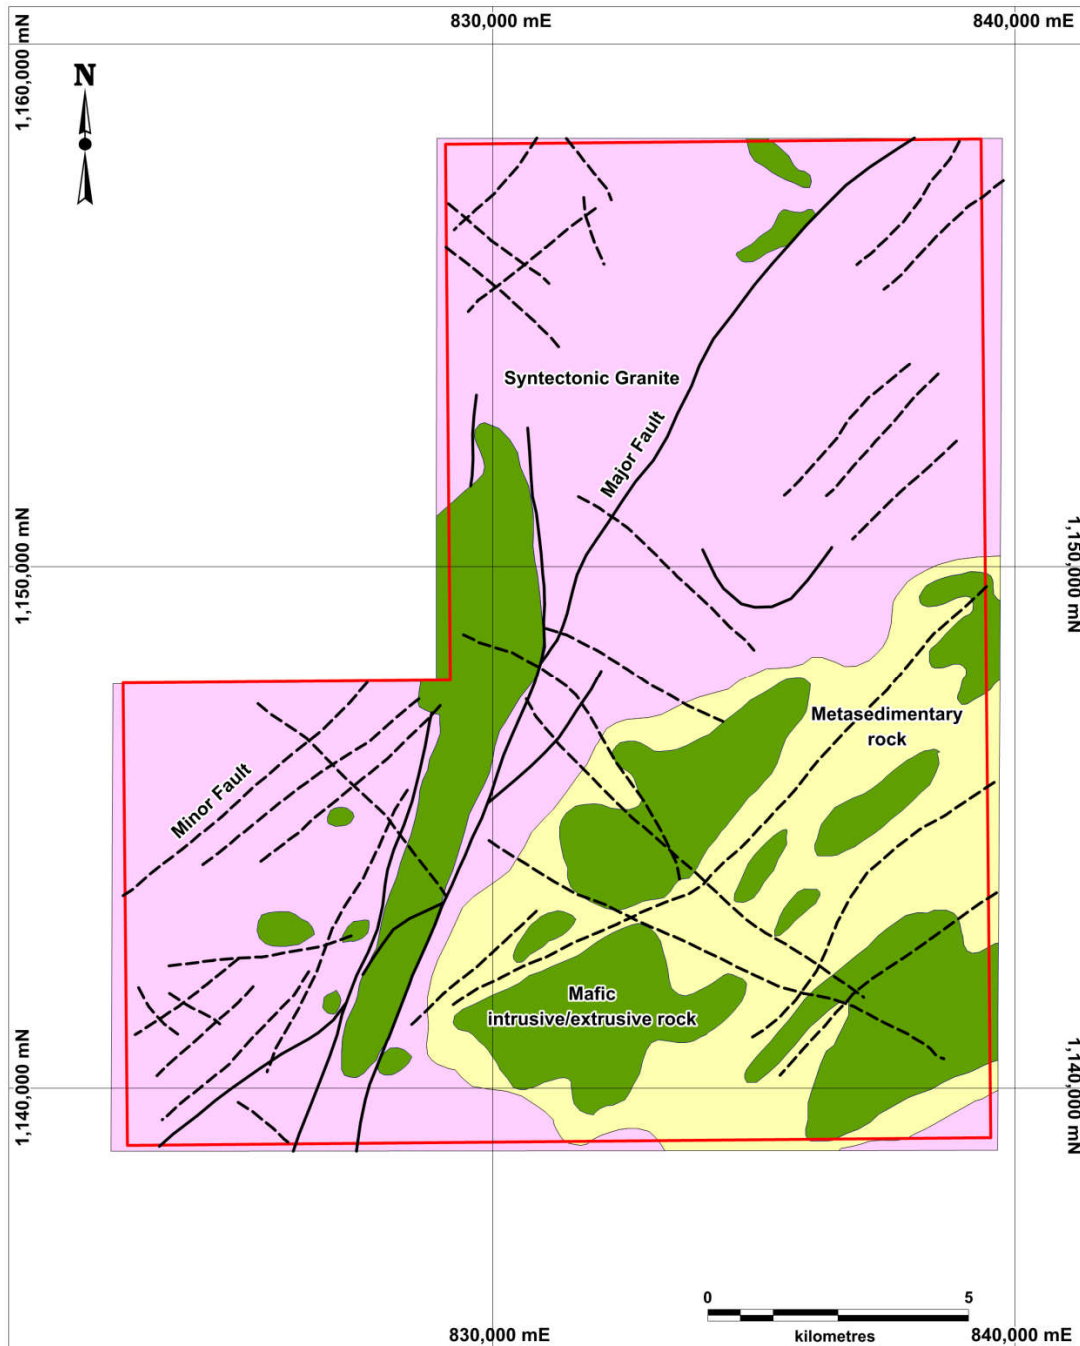 830,000 mE
840,000 mE
1,160,000 mN
N
Syntectonic Granite
Major Fault
1,150,000 mN
1,150,000 mN
Metasedimentary
rock
Minor Fault
Mafic
intrusive/extrusive rock
1,140,000 mN
1,140,000 mN
0
5
kilometres
830,000 mE
840,000 mE